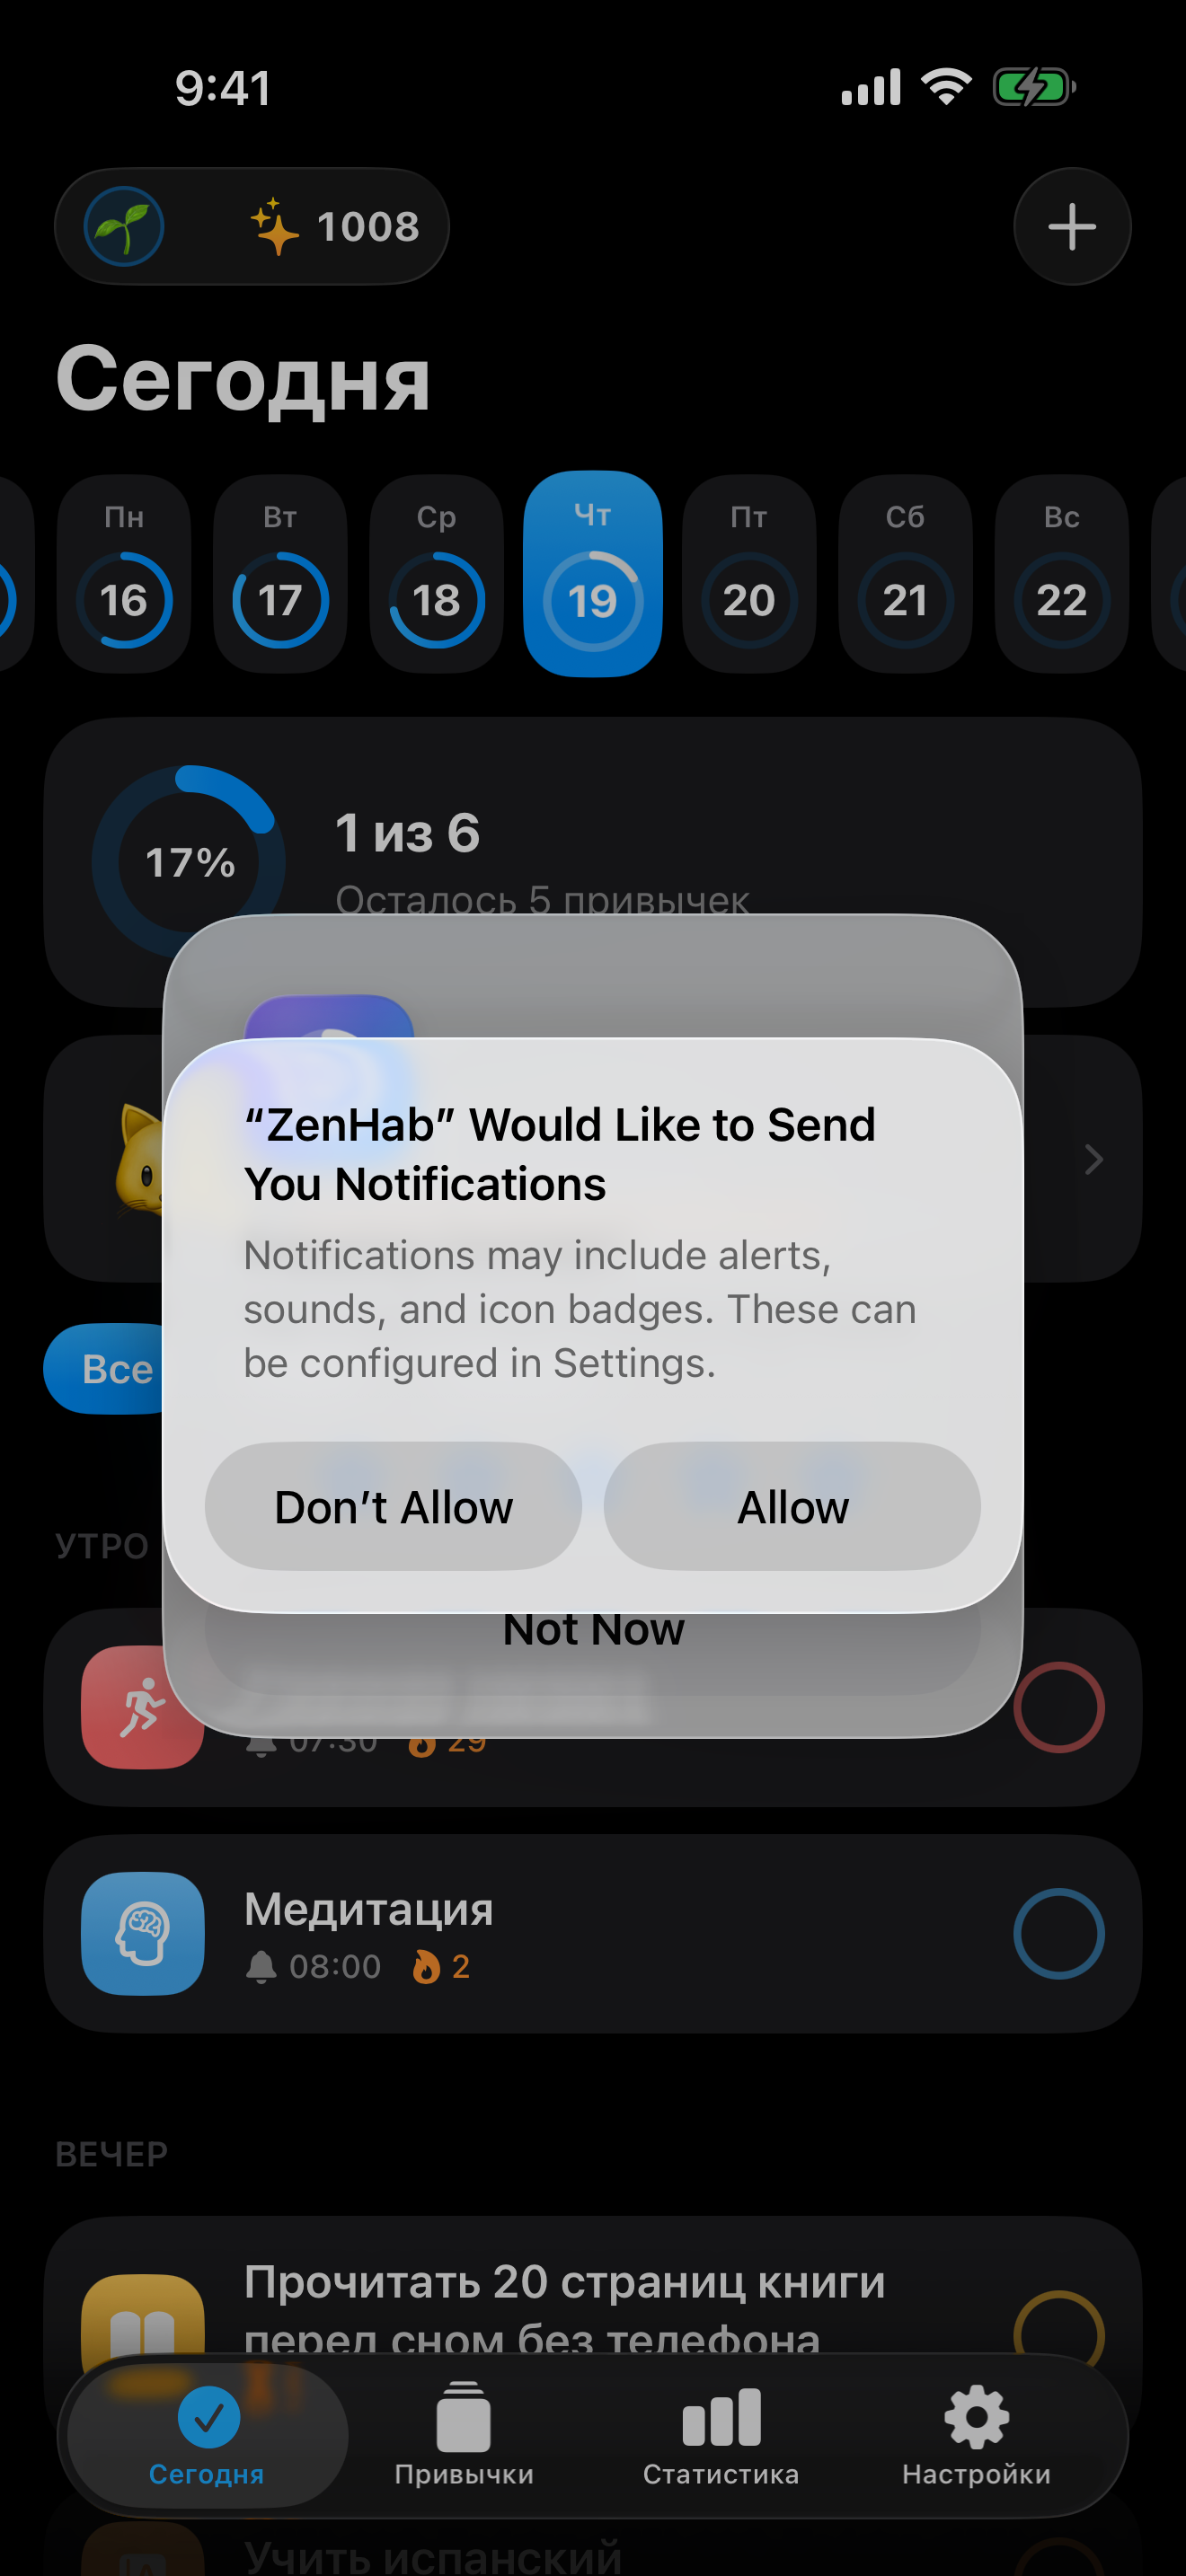 9:41
1008
Сегодня
Пн Вт Ср Чт Пт Сб Вс
16 17 18 19 20 21 22
17%
1 из 6
Осталось 5 привычек
“ZenHab” Would Like to Send
You Notifications
Notifications may include alerts,
sounds, and icon badges. These can
be configured in Settings.
Все
Don’t Allow Allow
УТРО
Not Now
07:30 29
Медитация
08:00 2
ВЕЧЕР
Прочитать 20 страниц книги
перед сном без телефона
Сегодня Привычки Статистика Настройки
Учить испанский